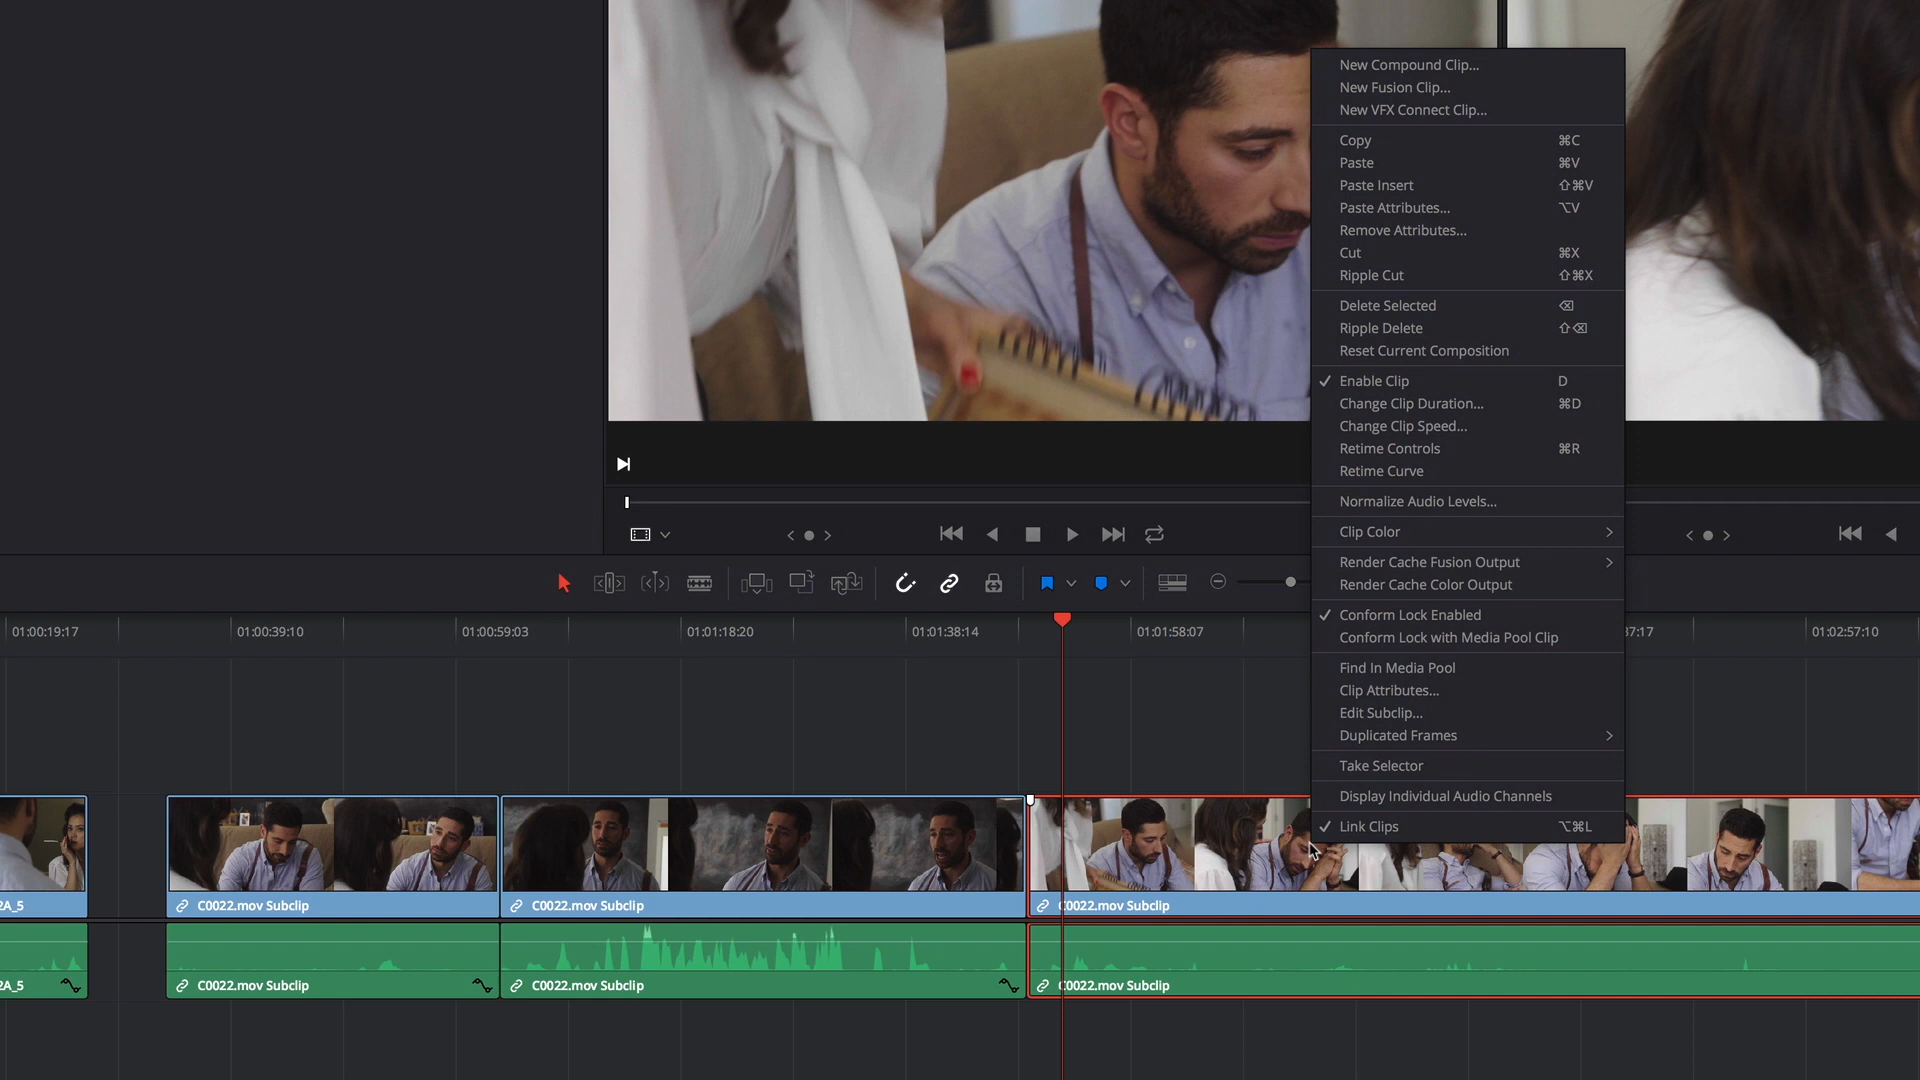 New Compound Clip...
New Fusion Clip...
New VFX Connect Clip...
Copy ⌘C
Paste ⌘V
Paste Insert ⇧⌘V
Paste Attributes... ⌥V
Remove Attributes...
Cut ⌘X
Ripple Cut ⇧⌘X
Delete Selected ⌫
Ripple Delete ⇧⌫
Reset Current Composition
Enable Clip D
Change Clip Duration... ⌘D
Change Clip Speed...
Retime Controls ⌘R
Retime Curve
Normalize Audio Levels...
Clip Color
Render Cache Fusion Output
Render Cache Color Output
Conform Lock Enabled
Conform Lock with Media Pool Clip
Find In Media Pool
Clip Attributes...
Edit Subclip...
Duplicated Frames
Take Selector
Display Individual Audio Channels
Link Clips ⌥⌘L
01:00:19:17 01:00:39:10 01:00:59:03 01:01:18:20 01:01:38:14 01:01:58:07 37:17 01:02:57:10
2A_5 C0022.mov Subclip C0022.mov Subclip C0022.mov Subclip
2A_5 C0022.mov Subclip C0022.mov Subclip C0022.mov Subclip